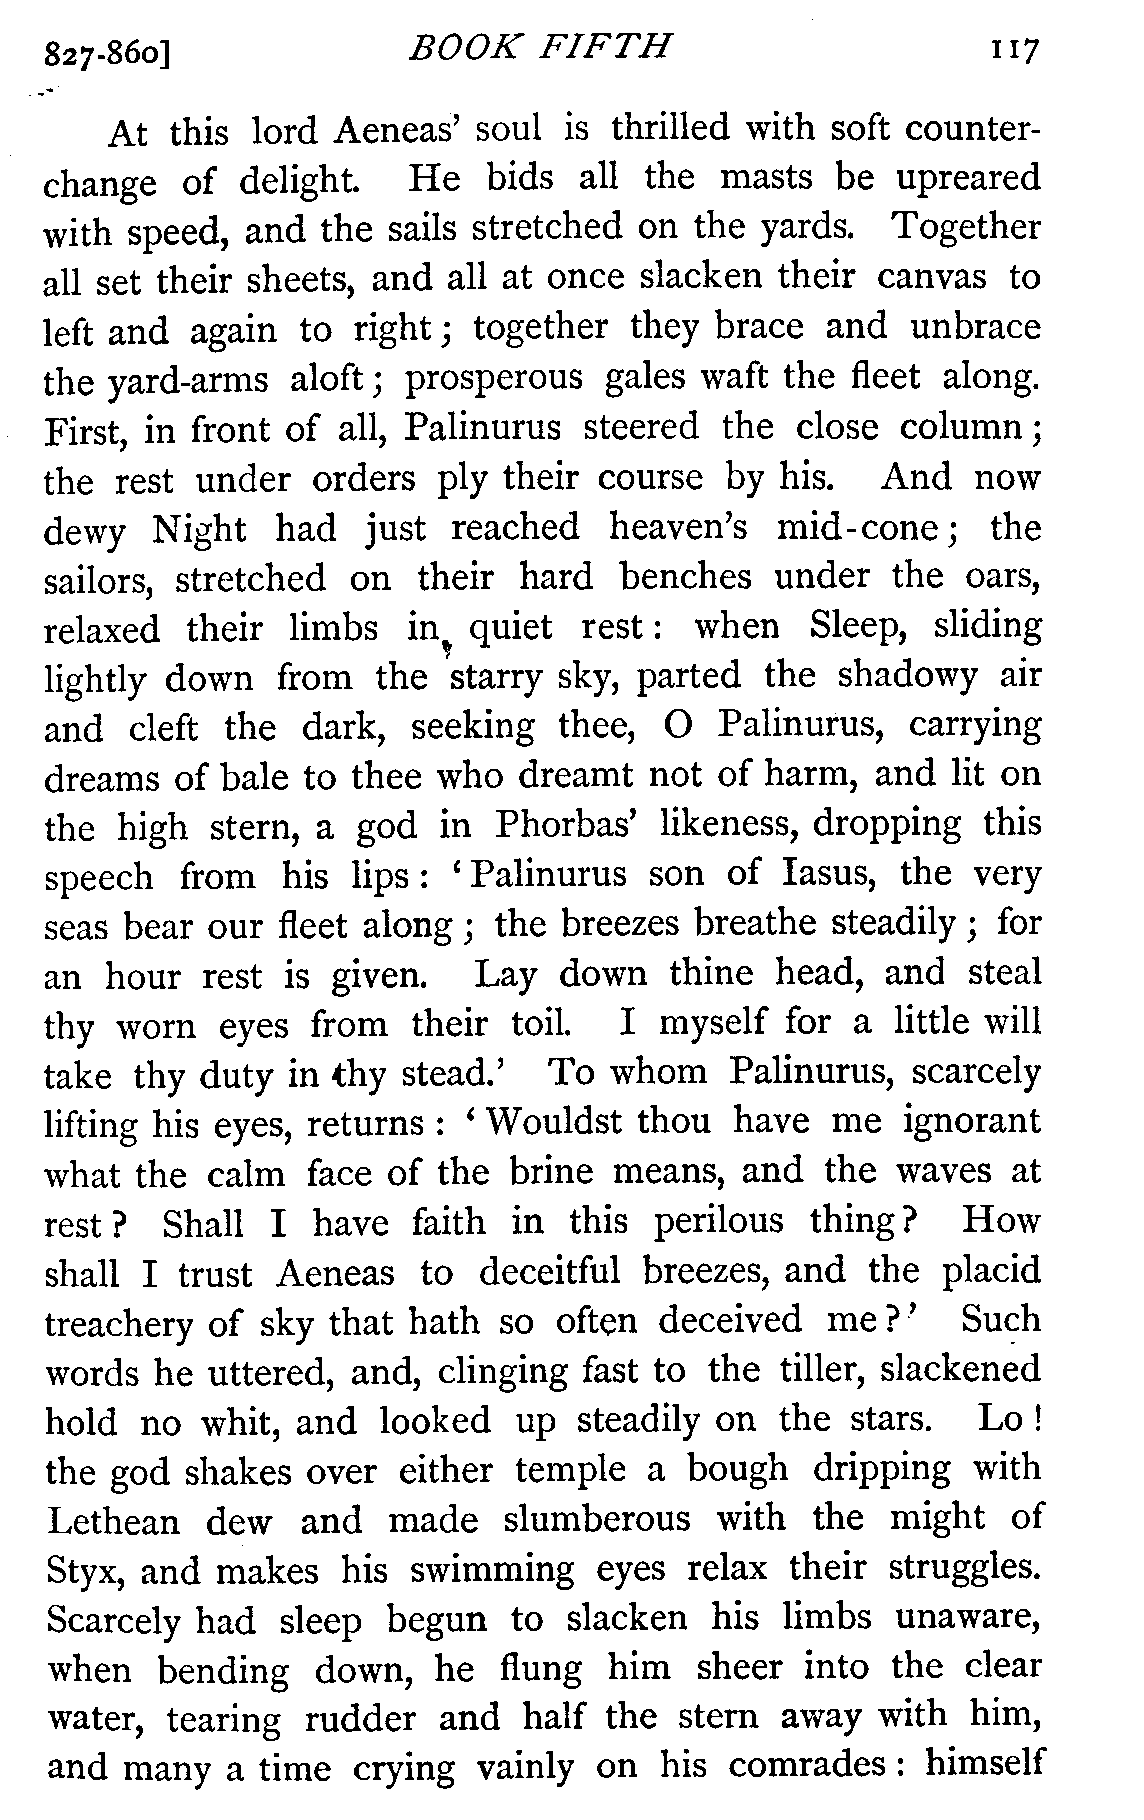 827-860] BOOK FIFTH 117
At this lord Aeneas' soul is thrilled with soft counter-
change of delight. He bids all the masts be upreared
with speed, and the sails stretched on the yards. Together
all set their sheets, and all at once slacken their canvas to
left and again to right; together they brace and unbrace
the yard-arms aloft; prosperous gales waft the fleet along.
First, in front of all, Palinurus steered the close column;
the rest under orders ply their course by his. And now
dewy Night had just reached heaven's mid-cone; the
sailors, stretched on their hard benches under the oars,
relaxed their limbs in quiet rest: when Sleep, sliding
lightly down from the starry sky, parted the shadowy air
and cleft the dark, seeking thee, O Palinurus, carrying
dreams of bale to thee who dreamt not of harm, and lit on
the high stern, a god in Phorbas' likeness, dropping this
speech from his lips: 'Palinurus son of Iasus, the very
seas bear our fleet along; the breezes breathe steadily; for
an hour rest is given. Lay down thine head, and steal
thy worn eyes from their toil. I myself for a little will
take thy duty in thy stead.' To whom Palinurus, scarcely
lifting his eyes, returns: 'Wouldst thou have me ignorant
what the calm face of the brine means, and the waves at
rest? Shall I have faith in this perilous thing? How
shall I trust Aeneas to deceitful breezes, and the placid
treachery of sky that hath so often deceived me?' Such
words he uttered, and, clinging fast to the tiller, slackened
hold no whit, and looked up steadily on the stars. Lo!
the god shakes over either temple a bough dripping with
Lethean dew and made slumberous with the might of
Styx, and makes his swimming eyes relax their struggles.
Scarcely had sleep begun to slacken his limbs unaware,
when bending down, he flung him sheer into the clear
water, tearing rudder and half the stern away with him,
and many a time crying vainly on his comrades: himself